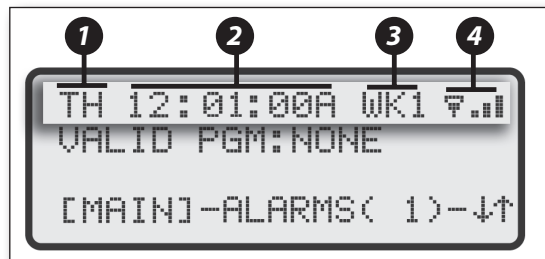 1 2 3 4
TH 12:01:00A WK1
VALID PGM:NONE
[MAIN]-ALARMS( 1)-↓↑